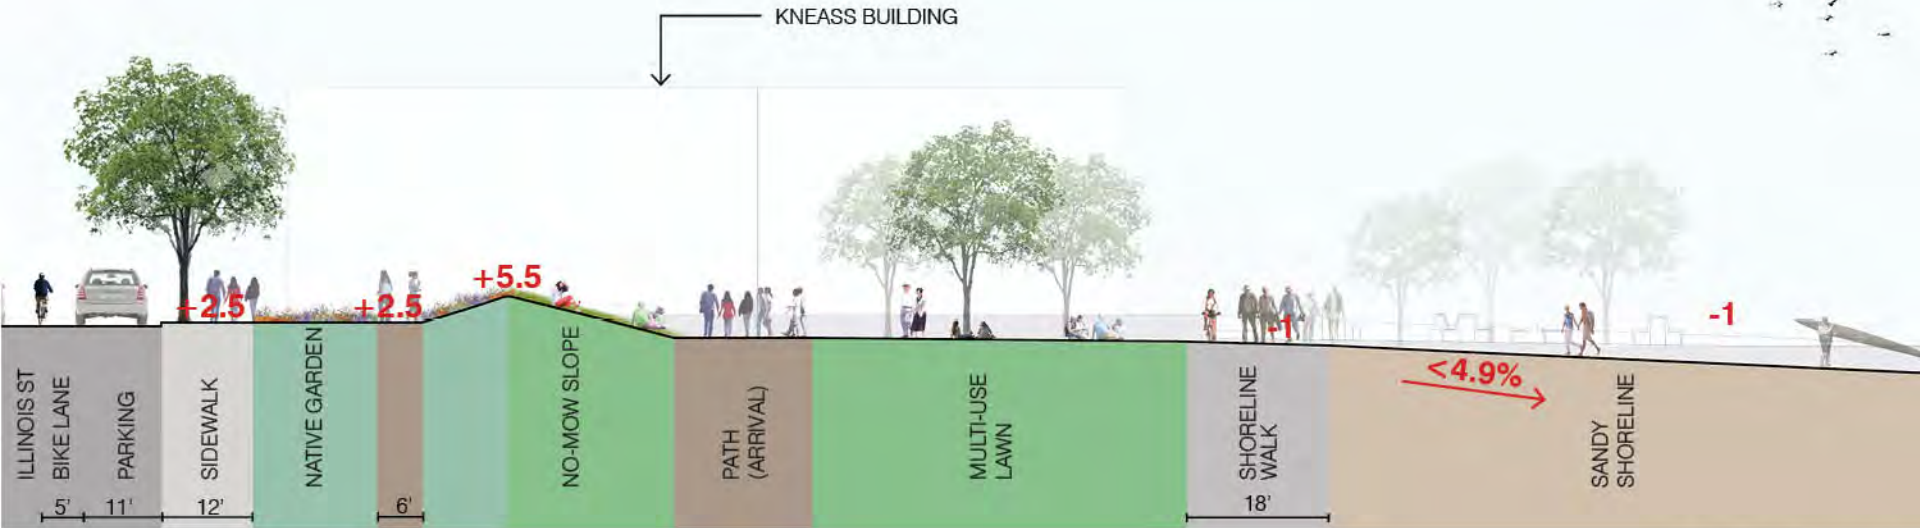 KNEASS BUILDING
+2.5
+2.5
+5.5
-1
-1
<4.9%
ILLINOIS ST
BIKE LANE
PARKING
SIDEWALK
NATIVE GARDEN
NO-MOW SLOPE
PATH
(ARRIVAL)
MULTI-USE
LAWN
SHORELINE
WALK
SANDY
SHORELINE
5'
11'
12'
6'
18'